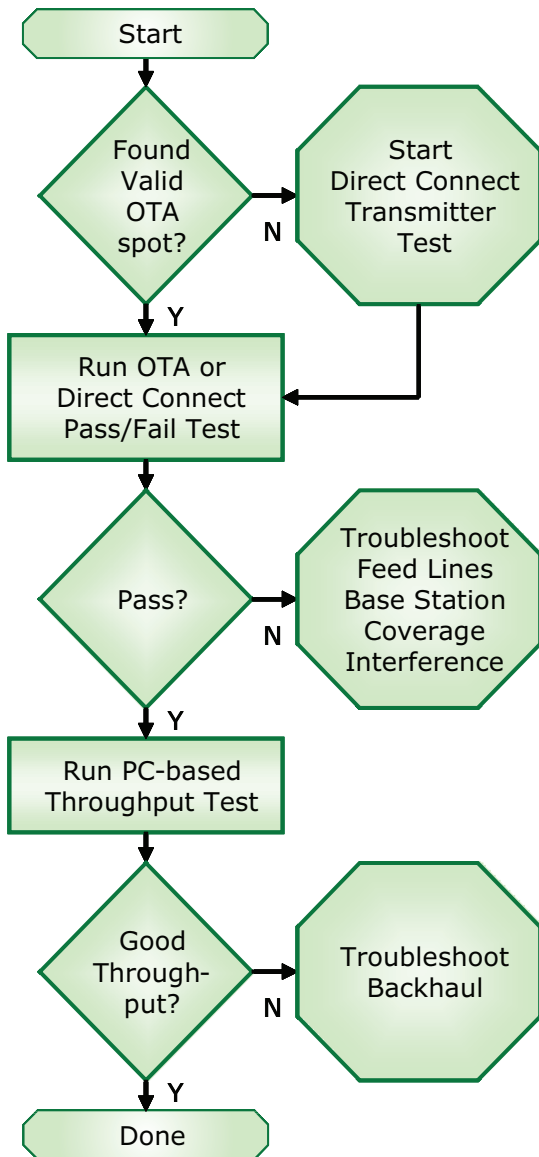 Start
Found
Valid
OTA
spot?
N
Start
Direct Connect
Transmitter
Test
Y
Run OTA or
Direct Connect
Pass/Fail Test
Pass?
N
Troubleshoot
Feed Lines
Base Station
Coverage
Interference
Y
Run PC-based
Throughput Test
Good
Through-
put?
N
Troubleshoot
Backhaul
Y
Done